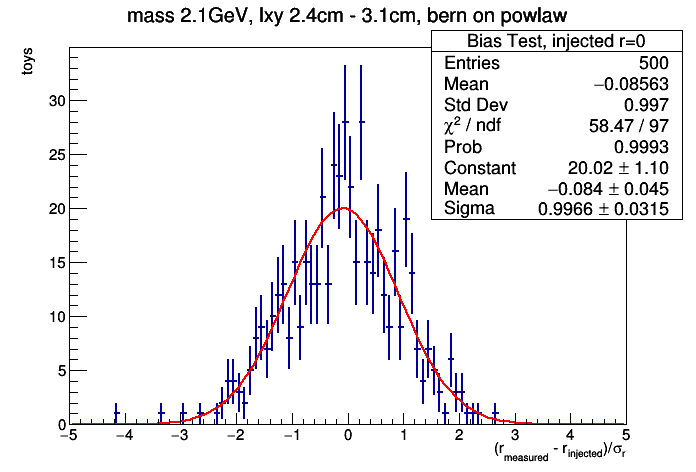 mass 2.1GeV, lxy 2.4cm - 3.1cm, bern on powlaw
Bias Test, injected r=0
Entries 500
Mean −0.08563
Std Dev 0.997
χ² / ndf 58.47 / 97
Prob 0.9993
Constant 20.02 ± 1.10
Mean −0.084 ± 0.045
Sigma 0.9966 ± 0.0315
toys
30
25
20
15
10
5
0
−5 −4 −3 −2 −1 0 1 2 3 4 5
(r_measured - r_injected)/σ_r